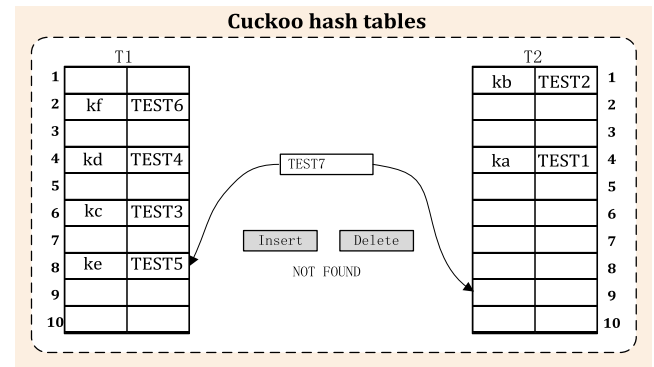 Cuckoo hash tables
T1 T2
1 kb TEST2 1
2 kf TEST6 2
3 3
4 kd TEST4 TEST7 ka TEST1 4
5 5
6 kc TEST3 6
7 Insert Delete 7
8 ke TEST5 NOT FOUND 8
9 9
10 10